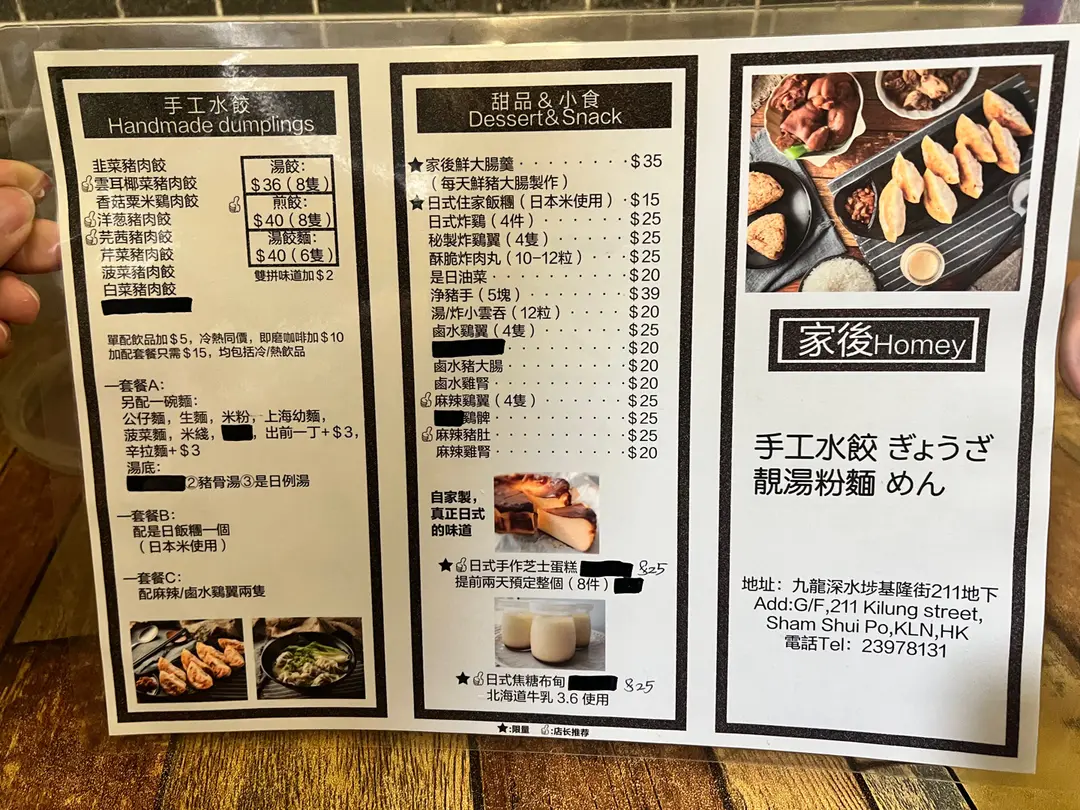 手工水餃
Handmade dumplings
韭菜豬肉餃
雲耳椰菜豬肉餃
香菇粟米鷄肉餃
洋葱豬肉餃
芫茜豬肉餃
芹菜豬肉餃
菠菜豬肉餃
白菜豬肉餃
湯餃:
$36(8隻)
煎餃:
$40(8隻)
湯餃麵:
$40(6隻)
雙拼味道加$2
單配飲品加$5，冷熱同價，即磨咖啡加$10
加配套餐只需$15，均包括冷/熱飲品
一套餐A:
另配一碗麵:
公仔麵，生麵，米粉，上海幼麵，
菠菜麵，米綫，，出前一丁+$3，
辛拉麵+$3
湯底:
②豬骨湯③是日例湯
一套餐B:
配是日飯糰一個
(日本米使用)
一套餐C:
配麻辣/鹵水鷄翼兩隻
甜品&小食
Dessert&Snack
★家後鮮大腸羹·······$35
(每天鮮豬大腸製作)
★日式住家飯糰(日本米使用)·$15
日式炸鷄(4件)······$25
秘製炸鷄翼(4隻)······$25
酥脆炸肉丸(10-12粒)····$25
是日油菜·········$20
淨豬手(5塊)·······$39
湯/炸小雲吞(12粒)·····$20
鹵水鷄翼(4隻)······$25
·········$20
鹵水豬大腸········$20
鹵水雞腎·········$20
麻辣鷄翼(4隻)······$25
鷄髀·········$25
麻辣豬肚·········$25
麻辣雞腎·········$20
自家製，
真正日式
的味道
★日式手作芝士蛋糕 $25
提前兩天預定整個(8件)
★日式焦糖布甸 $25
北海道牛乳 3.6 使用
★:限量 :店长推荐
家後Homey
手工水餃 ぎょうざ
靚湯粉麵 めん
地址：九龍深水埗基隆街211地下
Add:G/F,211 Kilung street,
Sham Shui Po,KLN,HK
電話Tel：23978131